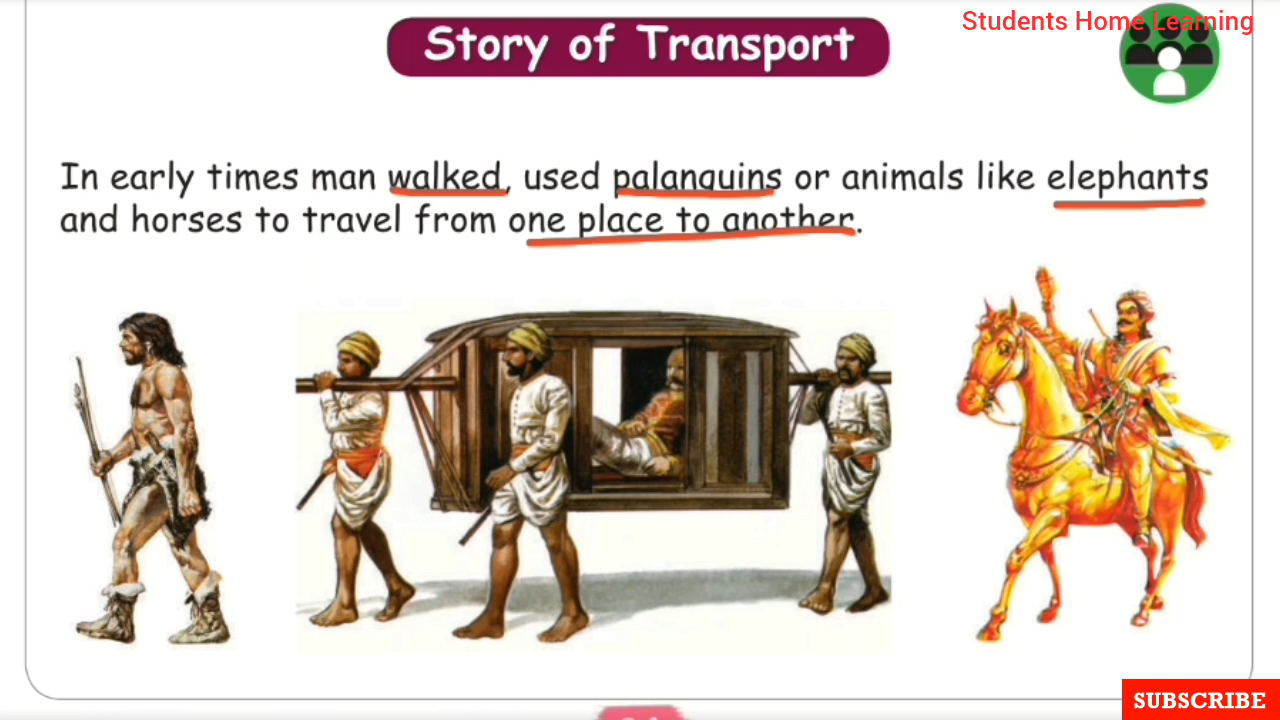 Students Home Learning
Story of Transport
In early times man walked, used palanquins or animals like elephants
and horses to travel from one place to another.
SUBSCRIBE